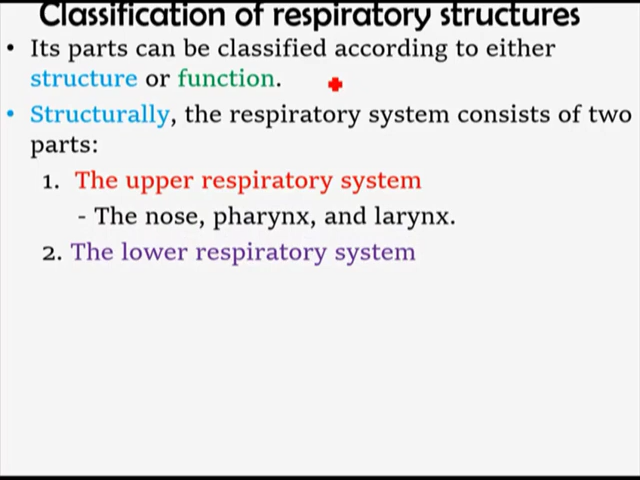 Classification of respiratory structures
• Its parts can be classified according to either
structure or function.
• Structurally, the respiratory system consists of two
parts:
1. The upper respiratory system
- The nose, pharynx, and larynx.
2. The lower respiratory system